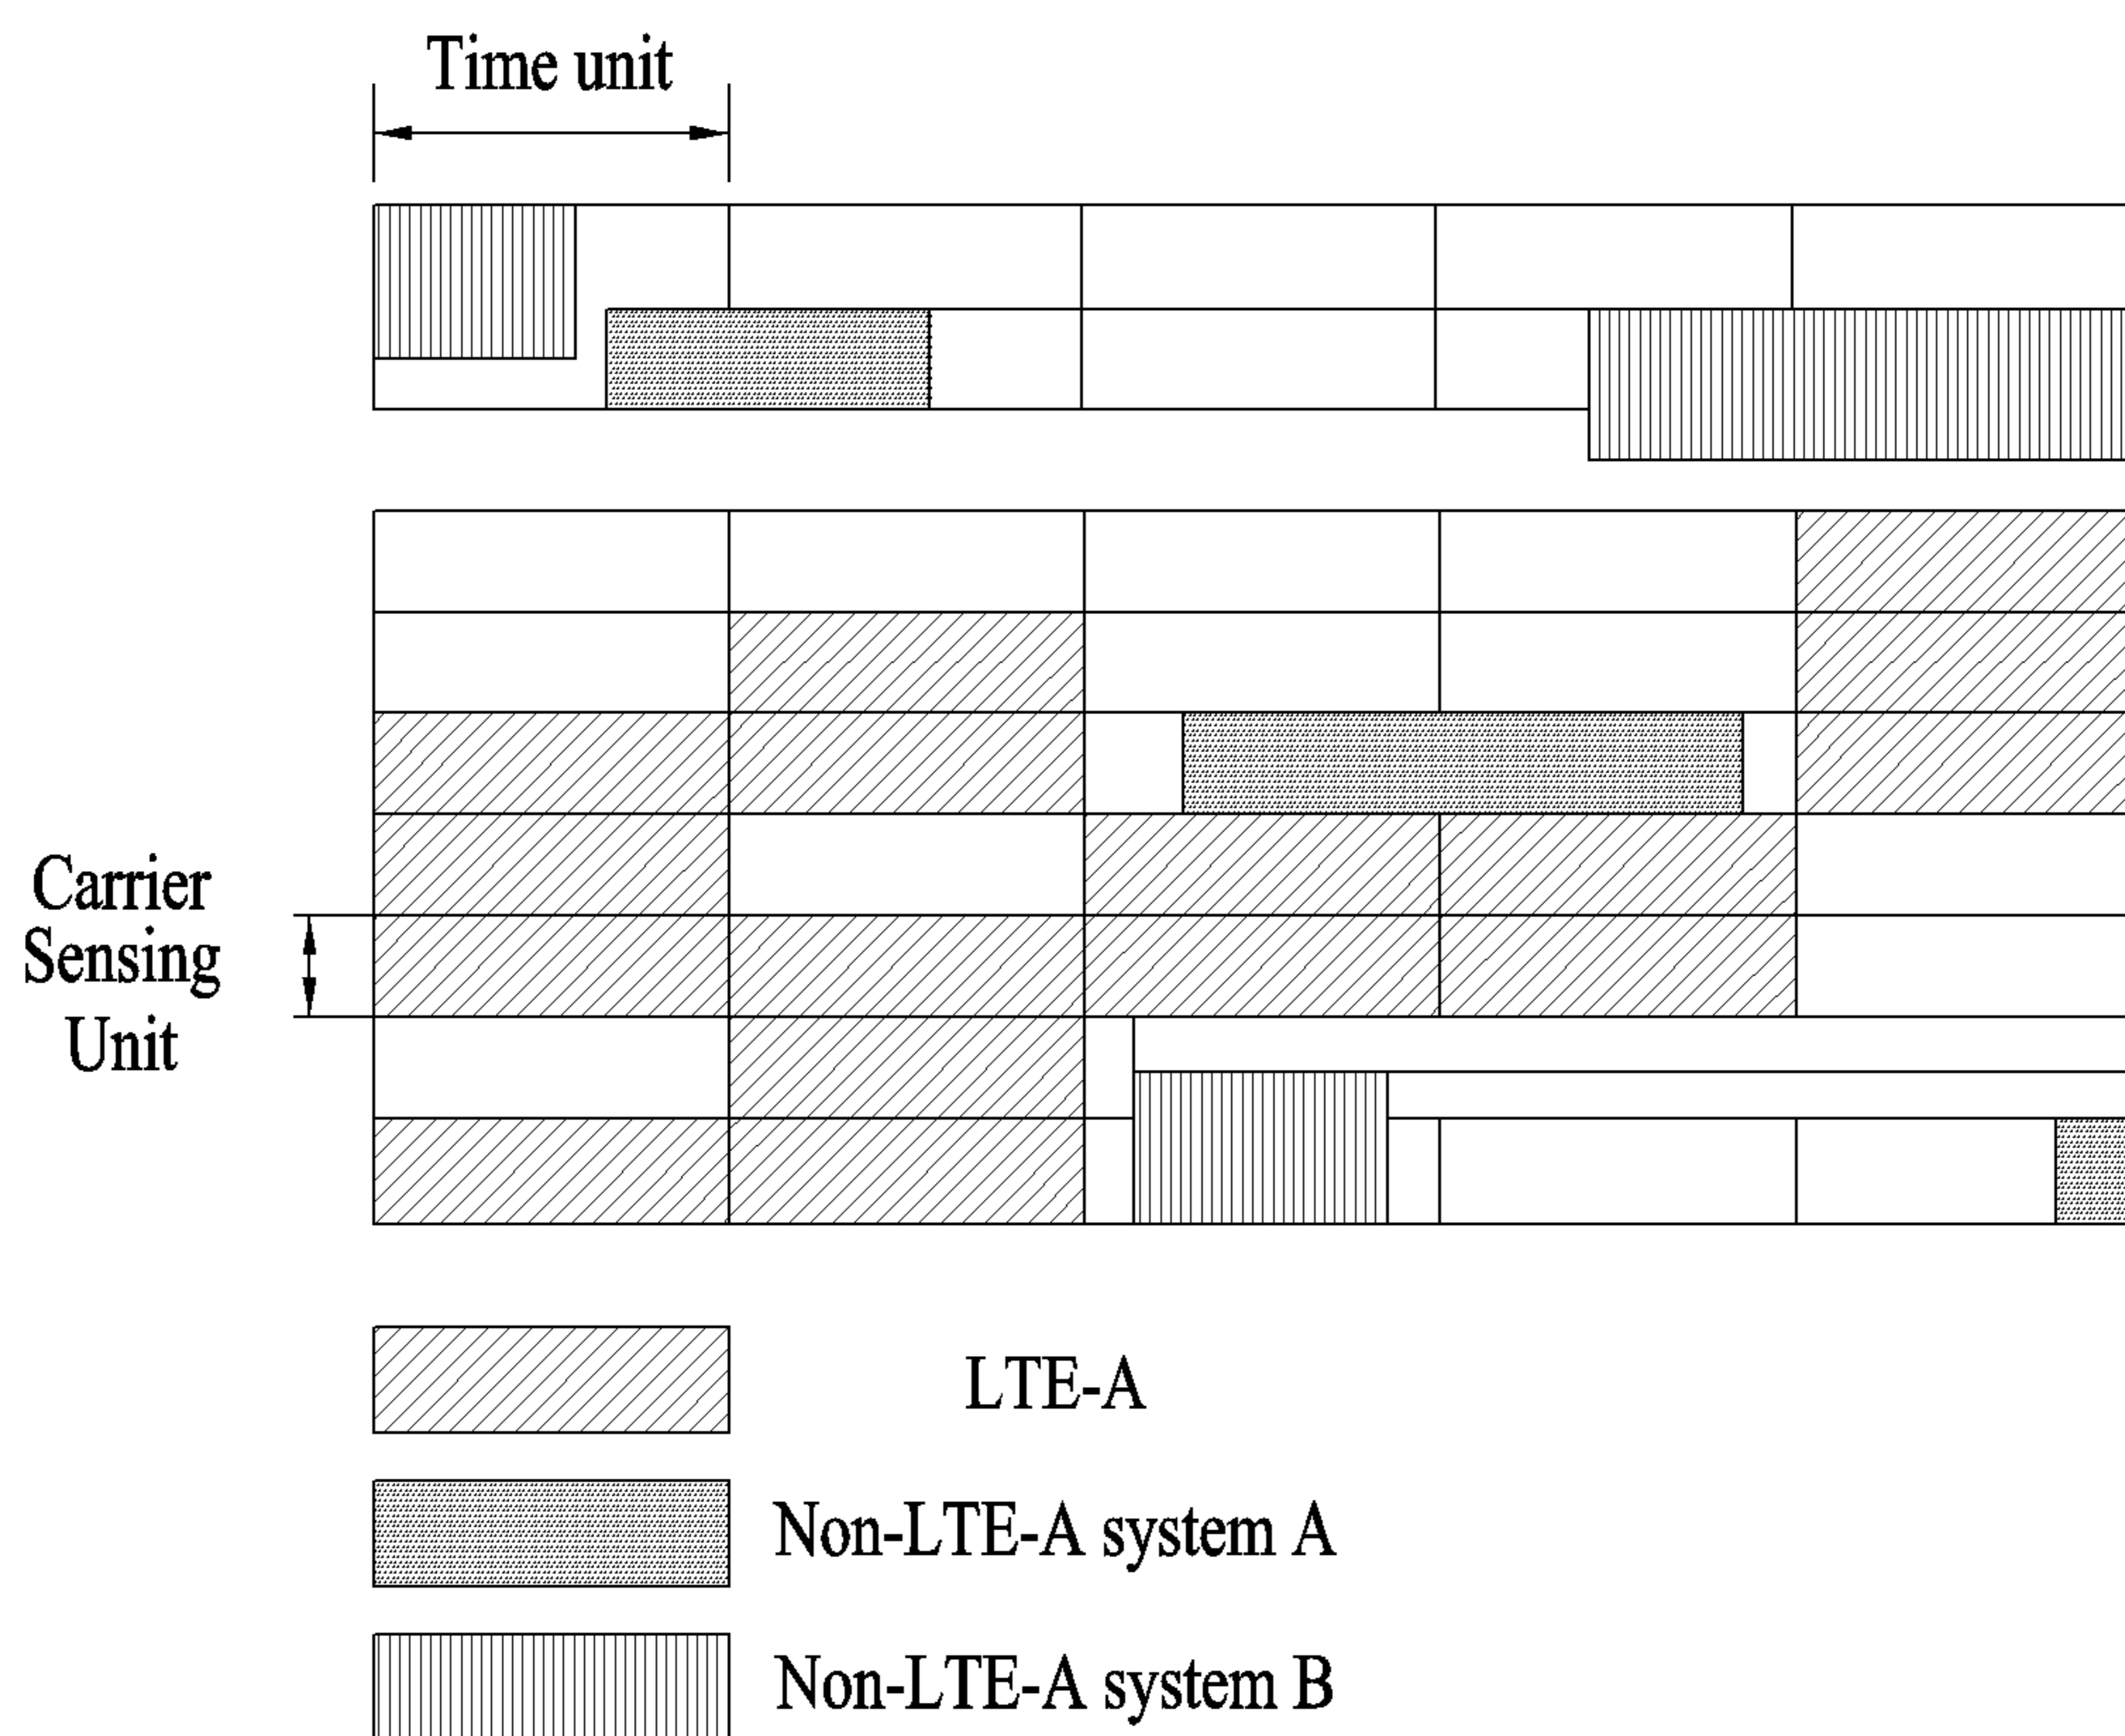 Time unit
Carrier
Sensing
Unit
LTE-A
Non-LTE-A system A
Non-LTE-A system B